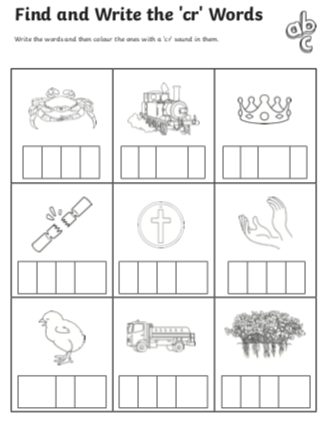 Find and Write the 'cr' Words
Write the words and then colour the ones with a 'cr' sound in them.
abc